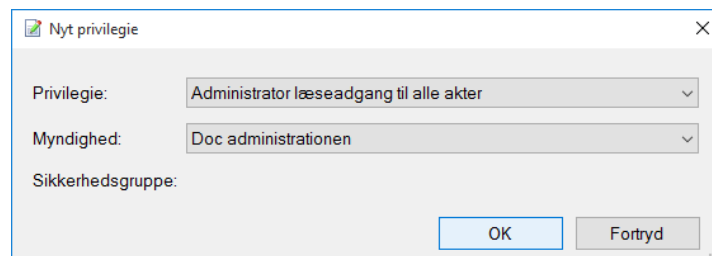 Nyt privilegie
Privilegie: Administrator læseadgang til alle akter
Myndighed: Doc administrationen
Sikkerhedsgruppe:
OK Fortryd